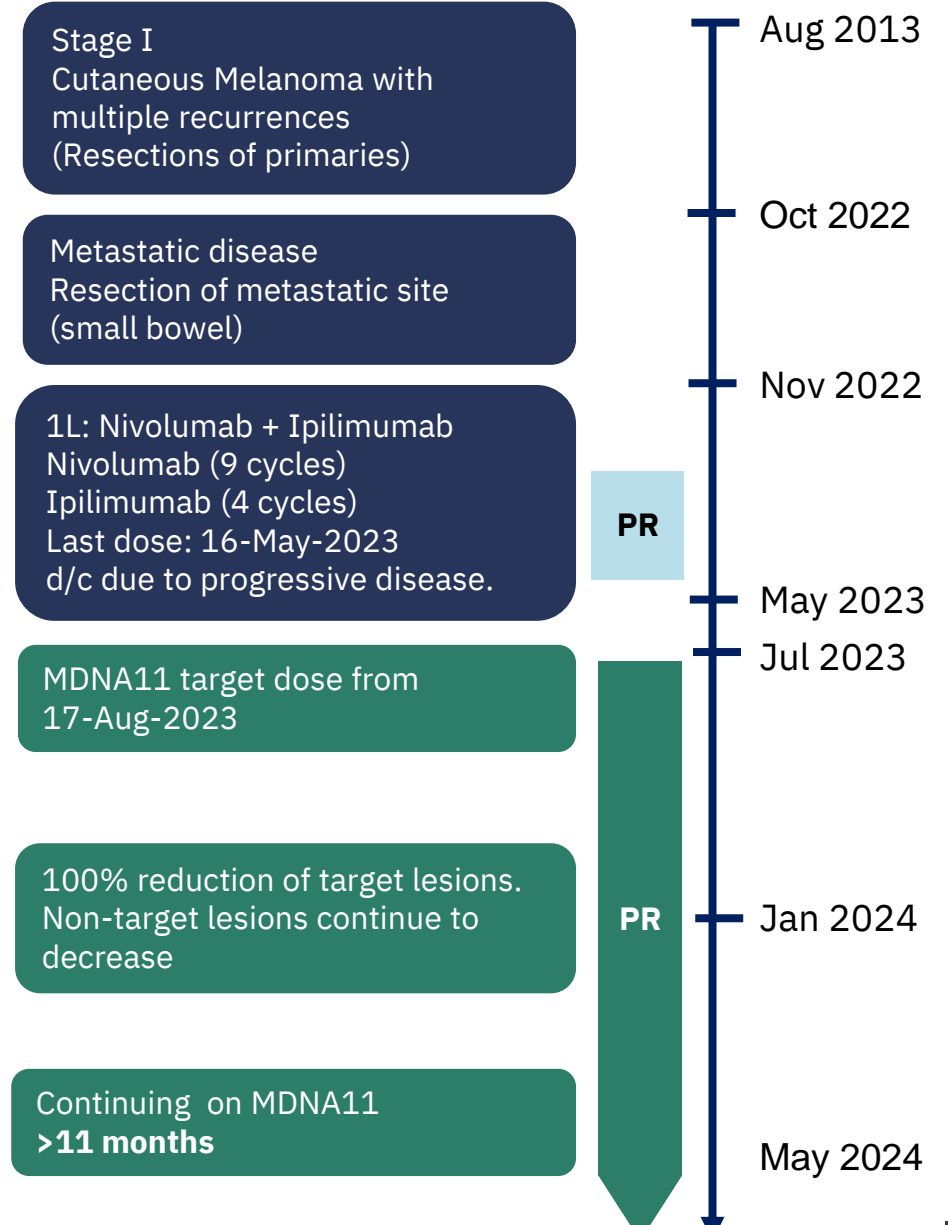 Stage I
Cutaneous Melanoma with
multiple recurrences
(Resections of primaries)
Aug 2013
Oct 2022
Metastatic disease
Resection of metastatic site
(small bowel)
Nov 2022
1L: Nivolumab + Ipilimumab
Nivolumab (9 cycles)
Ipilimumab (4 cycles)
Last dose: 16-May-2023
d/c due to progressive disease.
PR
May 2023
Jul 2023
MDNA11 target dose from
17-Aug-2023
100% reduction of target lesions.
Non-target lesions continue to
decrease
PR
Jan 2024
Continuing  on MDNA11
>11 months
May 2024